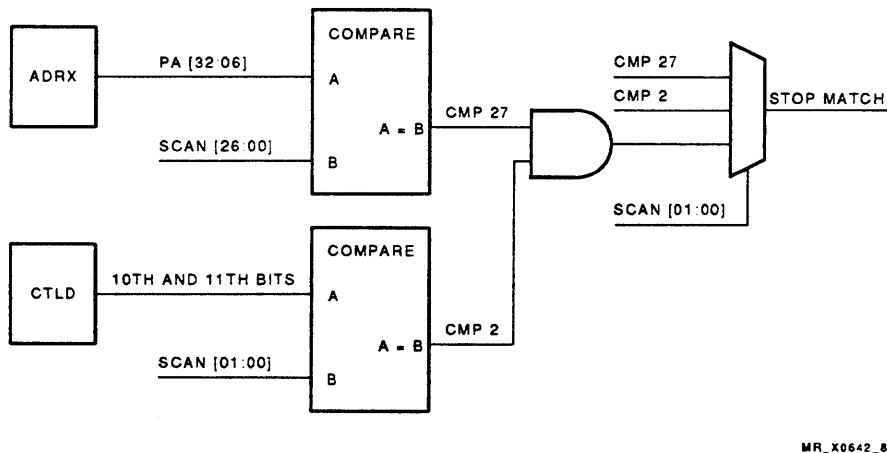 COMPARE
ADRX
PA [32:06]
A
CMP 27
A = B
SCAN [26:00]
B
CMP 27
CMP 2
STOP MATCH
SCAN [01:00]
COMPARE
CTLD
10TH AND 11TH BITS
A
CMP 2
A = B
SCAN [01:00]
B
MR_X0642_8